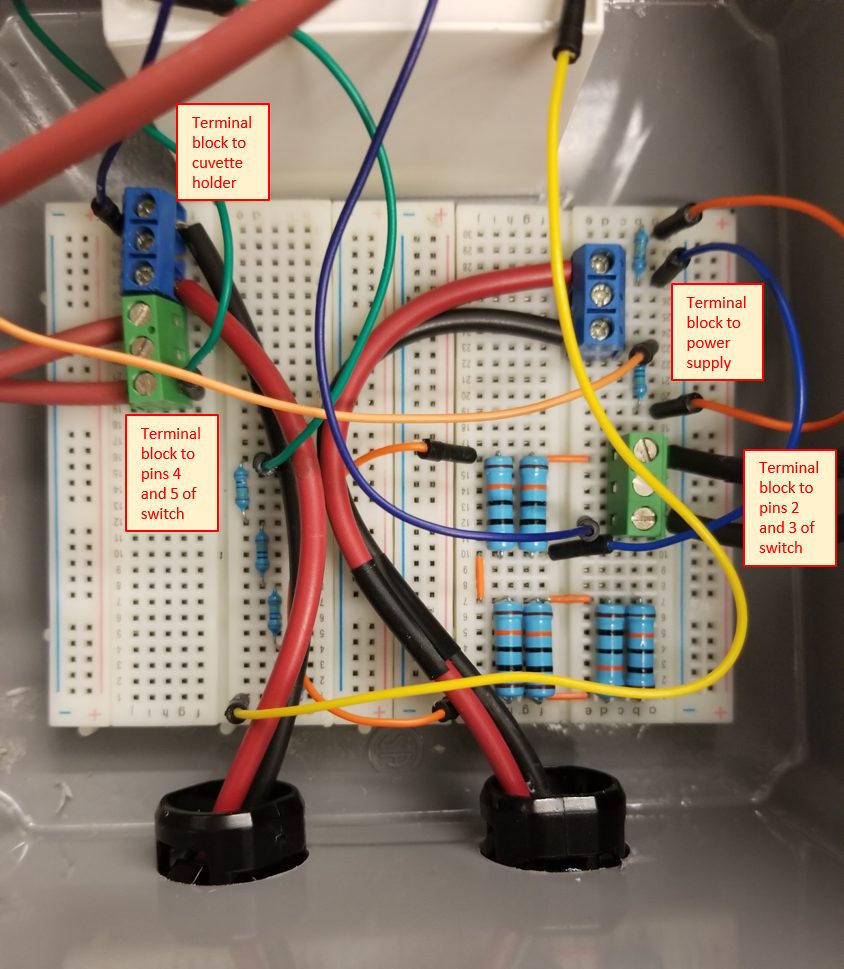 Terminal
block to
cuvette
holder
Terminal
block to
power
supply
Terminal
block to
pins 4
and 5 of
switch
Terminal
block to
pins 2
and 3 of
switch